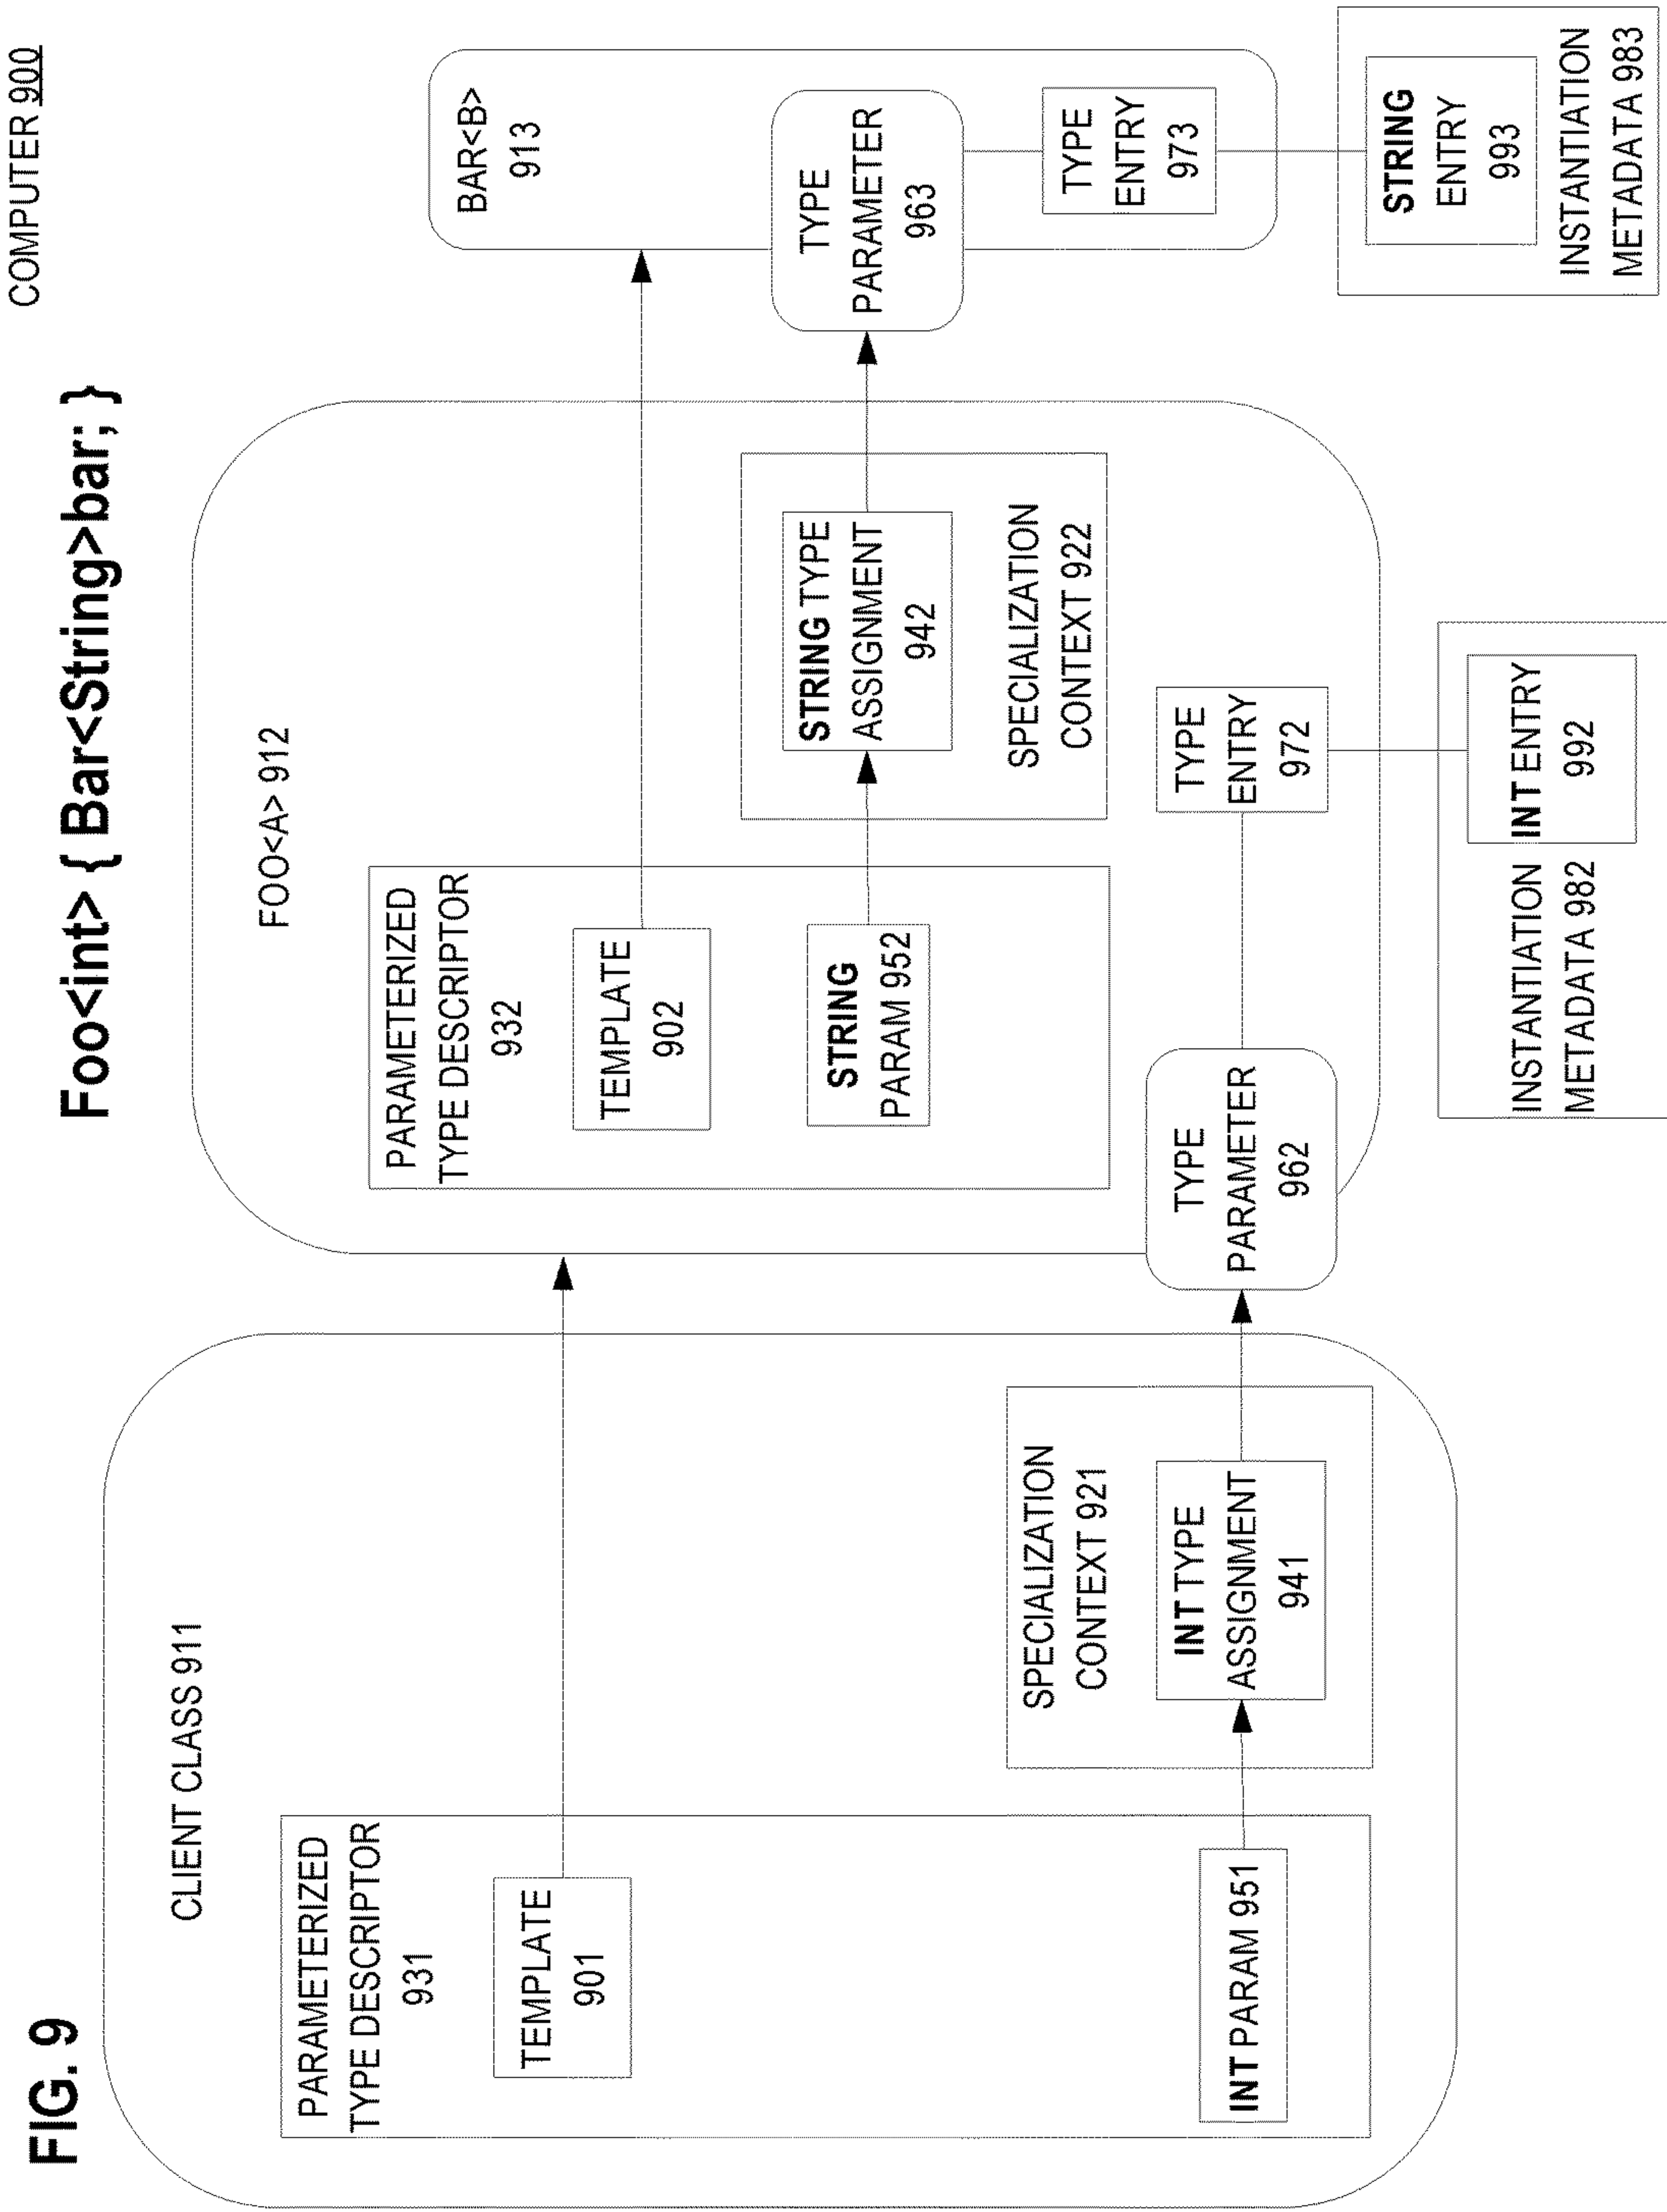 FIG. 9
COMPUTER 900
Foo<int> { Bar<String>bar; }
CLIENT CLASS 911
PARAMETERIZED
TYPE DESCRIPTOR
931
TEMPLATE
901
INT PARAM 951
SPECIALIZATION
CONTEXT 921
INT TYPE
ASSIGNMENT
941
FOO<A> 912
PARAMETERIZED
TYPE DESCRIPTOR
932
TEMPLATE
902
STRING
PARAM 952
STRING TYPE
ASSIGNMENT
942
SPECIALIZATION
CONTEXT 922
TYPE
PARAMETER
962
TYPE
ENTRY
972
INSTANTIATION
METADATA 982
INT ENTRY
992
BAR<B>
913
TYPE
PARAMETER
963
TYPE
ENTRY
973
STRING
ENTRY
993
INSTANTIATION
METADATA 983